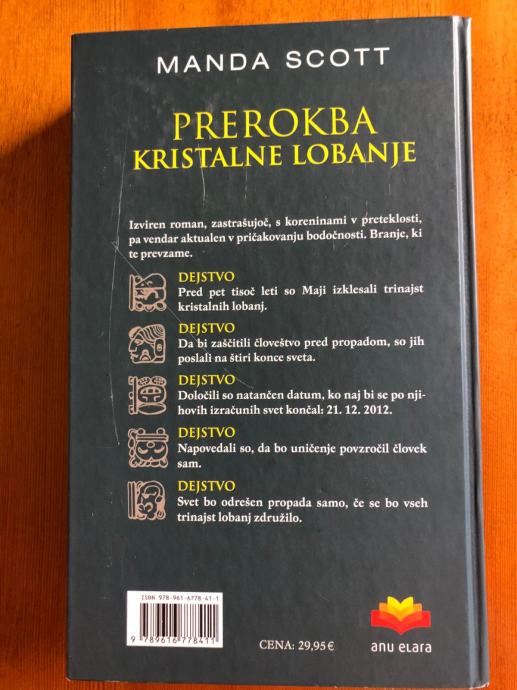 MANDA SCOTT
PREROKBA
KRISTALNE LOBANJE
Izviren roman, zastrašujoč, s koreninami v preteklosti,
pa vendar aktualen v pričakovanju bodočnosti. Branje, ki
te prevzame.
DEJSTVO
Pred pet tisoč leti so Maji izklesali trinajst
kristalnih lobanj.
DEJSTVO
Da bi zaščitili človeštvo pred propadom, so jih
poslali na štiri konce sveta.
DEJSTVO
Določili so natančen datum, ko naj bi se po nji-
hovih izračunih svet končal: 21. 12. 2012.
DEJSTVO
Napovedali so, da bo uničenje povzročil človek
sam.
DEJSTVO
Svet bo odrešen propada samo, če se bo vseh
trinajst lobanj združilo.
ISBN 978-961-6778-41-1
9 789616 778411
CENA: 29,95 €
anu elara